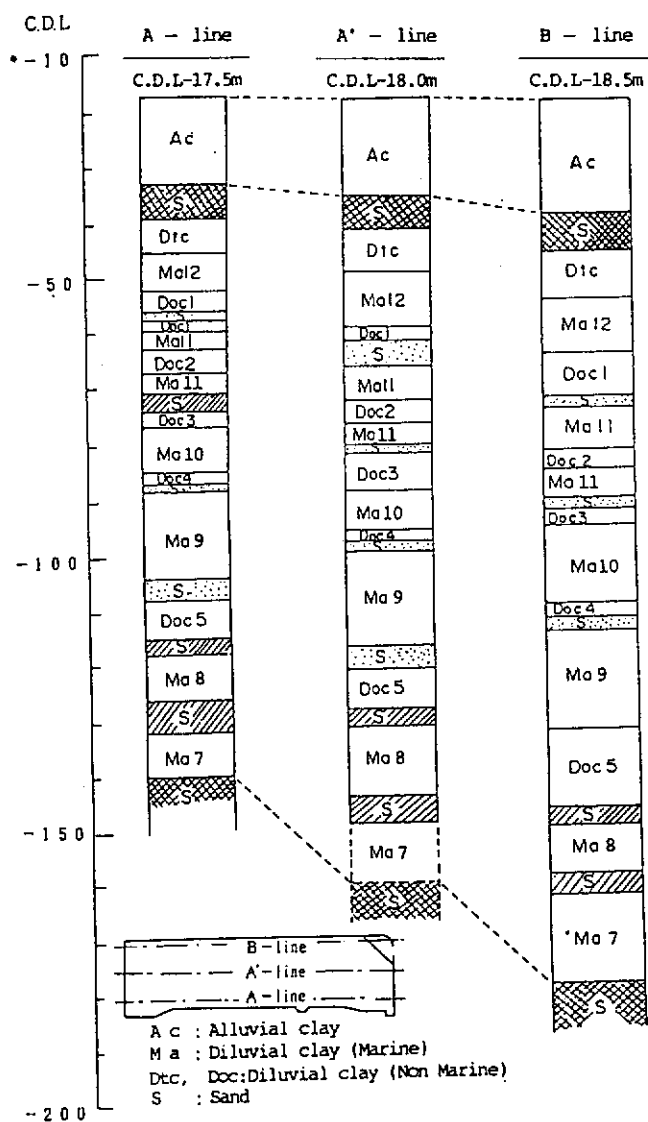 C.D.L
A - line
A' - line
B - line
-10
C.D.L-17.5m
C.D.L-18.0m
C.D.L-18.5m
Ac
S
Dtc
Ma12
Doc1
S
Doc1
Ma11
Doc2
Ma11
S
Doc3
Ma10
Doc4
S
Ma9
S
Doc5
S
Ma8
S
Ma7
S
Ac
S
Dtc
Ma12
Doc1
S
Ma11
Doc2
Ma11
S
Doc3
Ma10
Doc4
S
Ma9
S
Doc5
S
Ma8
S
Ma7
S
Ac
S
Dtc
Ma12
Doc1
S
Ma11
Doc2
Ma11
S
Doc3
Ma10
Doc4
S
Ma9
Doc5
S
Ma8
S
Ma7
S
-50
-100
-150
-200
B-line
A'-line
A-line
Ac : Alluvial clay
Ma : Diluvial clay (Marine)
Dtc, Doc:Diluvial clay (Non Marine)
S : Sand